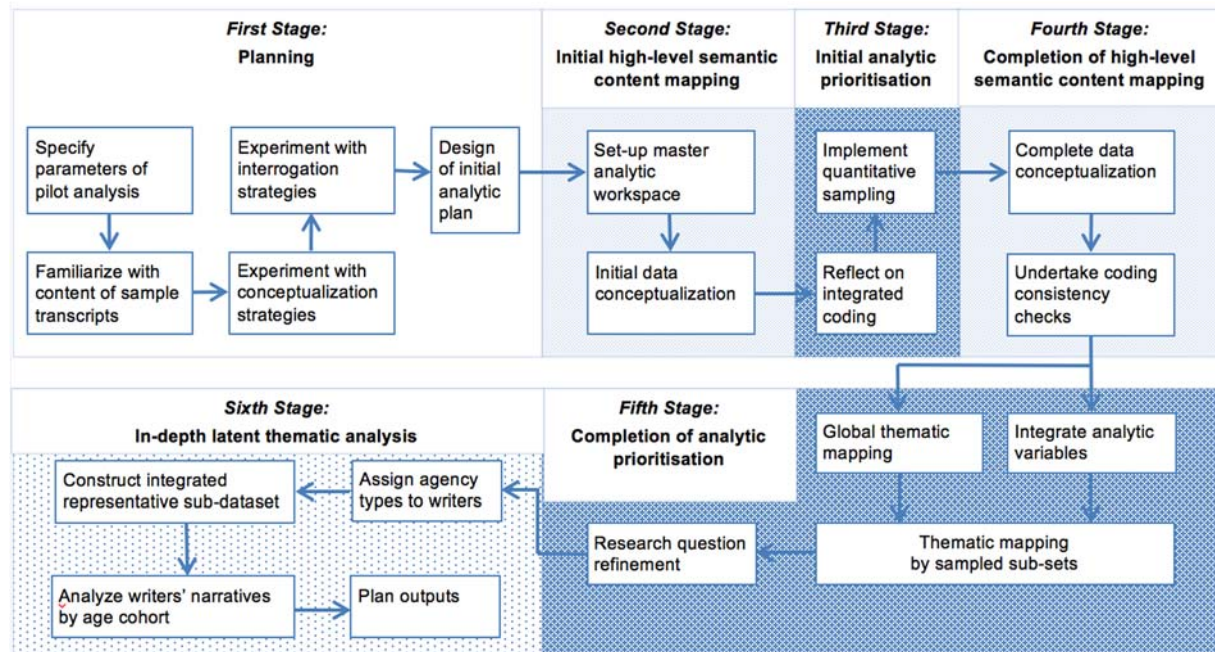 First Stage:
Planning
Second Stage:
Initial high-level semantic
content mapping
Third Stage:
Initial analytic
prioritisation
Fourth Stage:
Completion of high-level
semantic content mapping
Specify
parameters of
pilot analysis
Familiarize with
content of sample
transcripts
Experiment with
conceptualization
strategies
Experiment with
interrogation
strategies
Design
of initial
analytic
plan
Set-up master
analytic
workspace
Initial data
conceptualization
Reflect on
integrated
coding
Implement
quantitative
sampling
Complete data
conceptualization
Undertake coding
consistency
checks
Global thematic
mapping
Integrate analytic
variables
Thematic mapping
by sampled sub-sets
Fifth Stage:
Completion of analytic
prioritisation
Research question
refinement
Sixth Stage:
In-depth latent thematic analysis
Assign agency
types to writers
Construct integrated
representative sub-dataset
Analyze writers’ narratives
by age cohort
Plan outputs